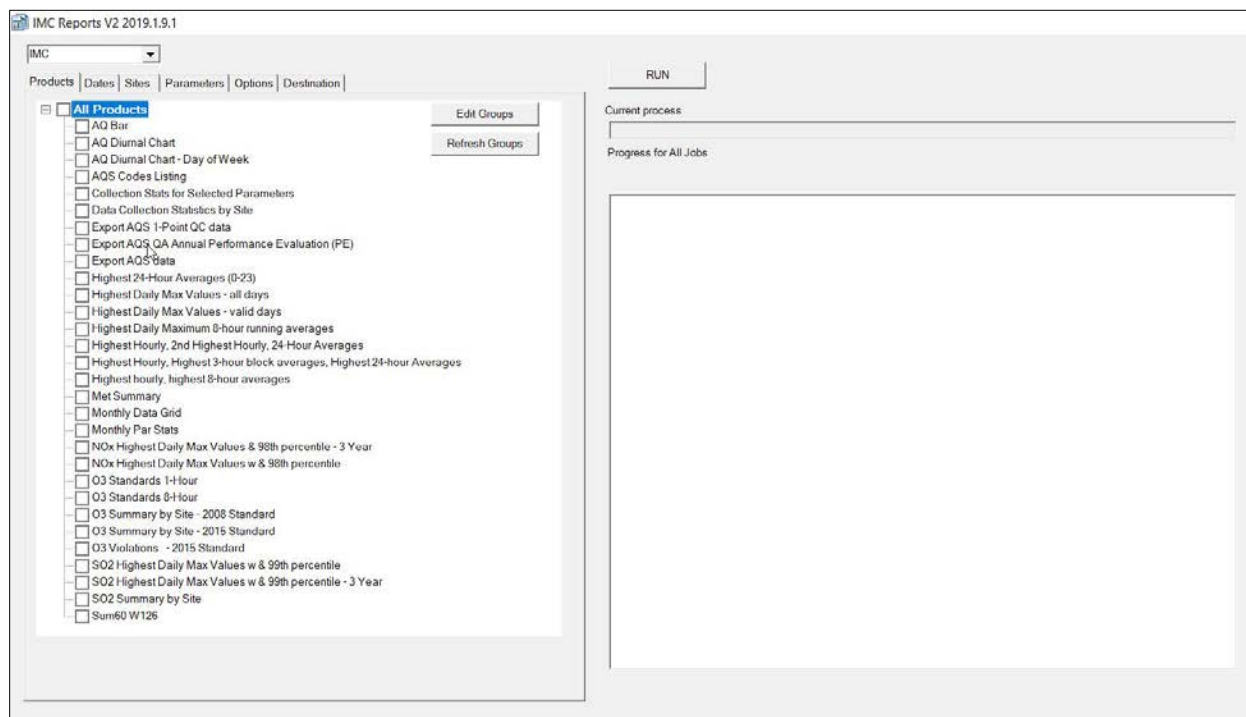 IMC Reports V2 2019.1.9.1
IMC
Products Dates Sites Parameters Options Destination
All Products
AQ Bar
AQ Diurnal Chart
AQ Diurnal Chart - Day of Week
AQS Codes Listing
Collection Stats for Selected Parameters
Data Collection Statistics by Site
Export AQS 1-Point QC data
Export AQS QA Annual Performance Evaluation (PE)
Export AQS data
Highest 24-Hour Averages (0-23)
Highest Daily Max Values - all days
Highest Daily Max Values - valid days
Highest Daily Maximum 8-hour running averages
Highest Hourly, 2nd Highest Hourly, 24-Hour Averages
Highest Hourly, Highest 3-hour block averages, Highest 24-hour Averages
Highest hourly, highest 8-hour averages
Met Summary
Monthly Data Grid
Monthly Par Stats
NOx Highest Daily Max Values & 98th percentile - 3 Year
NOx Highest Daily Max Values w & 98th percentile
O3 Standards 1-Hour
O3 Standards 8-Hour
O3 Summary by Site - 2008 Standard
O3 Summary by Site - 2015 Standard
O3 Violations - 2015 Standard
SO2 Highest Daily Max Values w & 99th percentile
SO2 Highest Daily Max Values w & 99th percentile - 3 Year
SO2 Summary by Site
Sum60 W126
Edit Groups
Refresh Groups
RUN
Current process
Progress for All Jobs